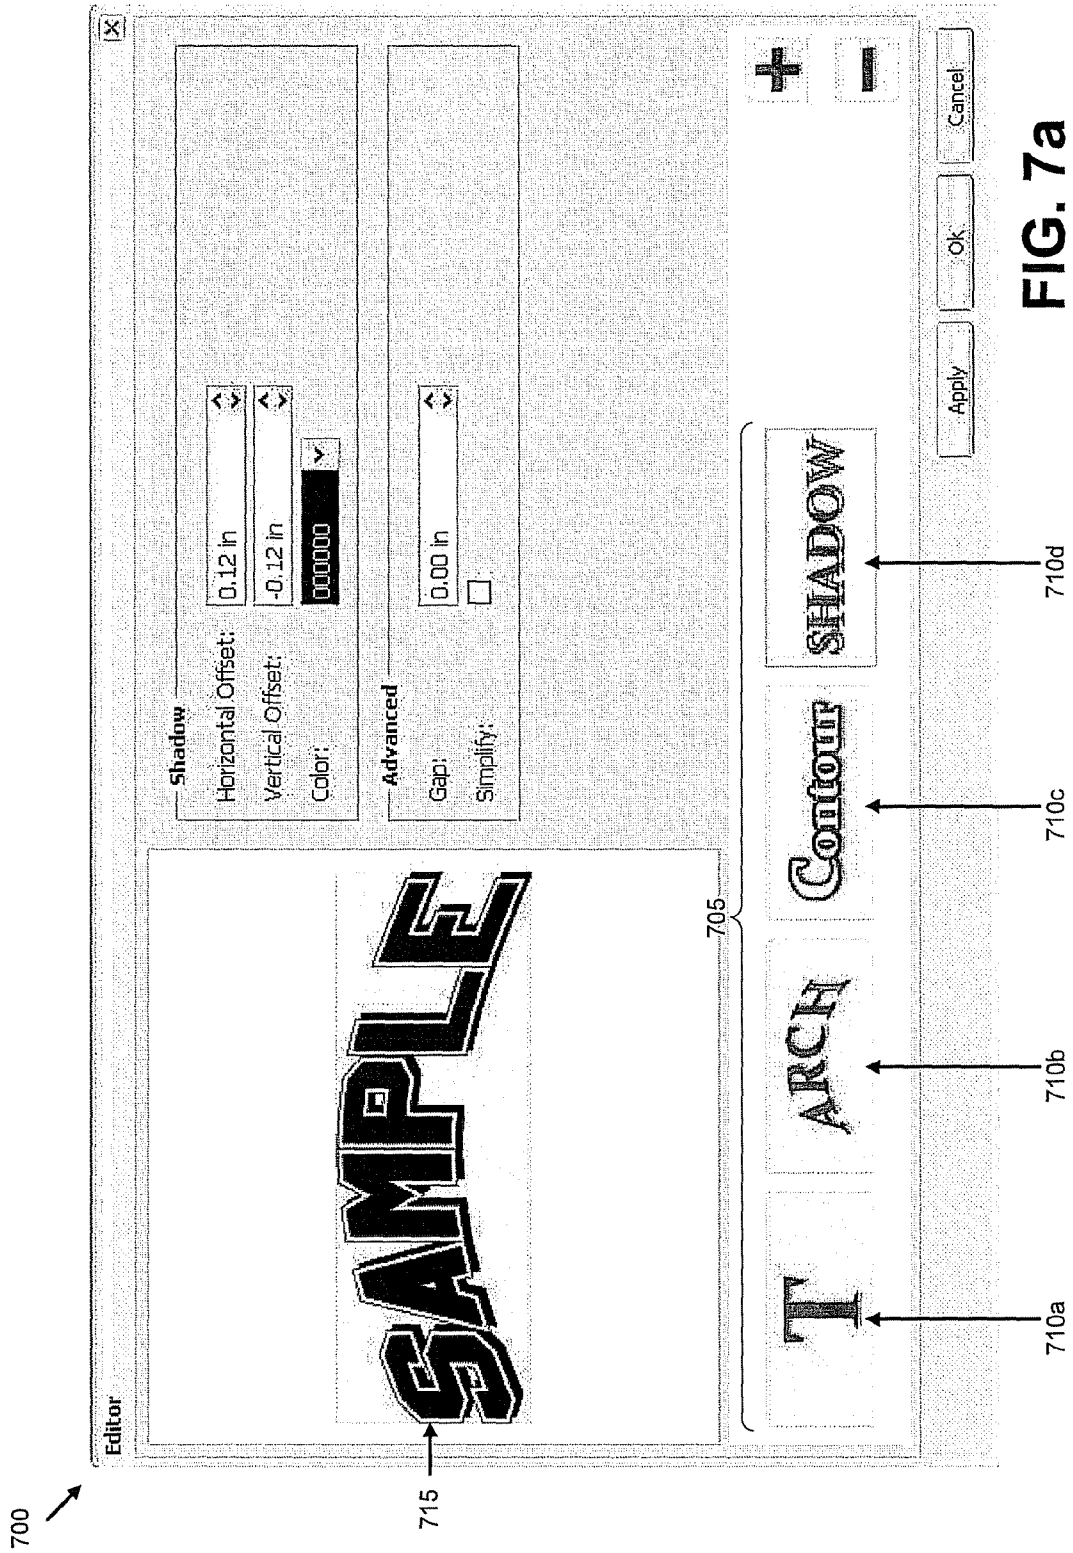 700
Editor
715
SAMPLE
Shadow
Horizontal Offset:
0.12 in
Vertical Offset:
-0.12 in
Color:
000000
Advanced
Gap:
0.00 in
Simplify:
705
T
ARCH
Contour
SHADOW
+
-
Apply
Ok
Cancel
710a
710b
710c
710d
FIG. 7a